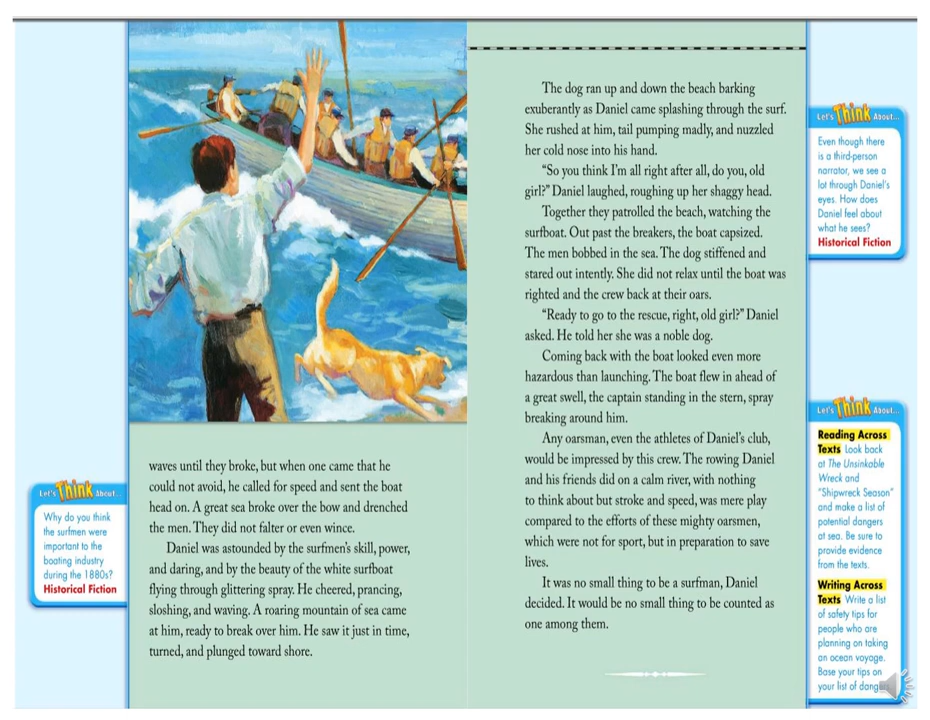 Let's Think About...
Why do you think
the surfmen were
important to the
boating industry
during the 1880s?
Historical Fiction
waves until they broke, but when one came that he
could not avoid, he called for speed and sent the boat
head on. A great sea broke over the bow and drenched
the men. They did not falter or even wince.
Daniel was astounded by the surfmen's skill, power,
and daring, and by the beauty of the white surfboat
flying through glittering spray. He cheered, prancing,
sloshing, and waving. A roaring mountain of sea came
at him, ready to break over him. He saw it just in time,
turned, and plunged toward shore.
The dog ran up and down the beach barking
exuberantly as Daniel came splashing through the surf.
She rushed at him, tail pumping madly, and nuzzled
her cold nose into his hand.
“So you think I'm all right after all, do you, old
girl?” Daniel laughed, roughing up her shaggy head.
Together they patrolled the beach, watching the
surfboat. Out past the breakers, the boat capsized.
The men bobbed in the sea. The dog stiffened and
stared out intently. She did not relax until the boat was
righted and the crew back at their oars.
“Ready to go to the rescue, right, old girl?” Daniel
asked. He told her she was a noble dog.
Coming back with the boat looked even more
hazardous than launching. The boat flew in ahead of
a great swell, the captain standing in the stern, spray
breaking around him.
Any oarsman, even the athletes of Daniel's club,
would be impressed by this crew. The rowing Daniel
and his friends did on a calm river, with nothing
to think about but stroke and speed, was mere play
compared to the efforts of these mighty oarsmen,
which were not for sport, but in preparation to save
lives.
It was no small thing to be a surfman, Daniel
decided. It would be no small thing to be counted as
one among them.
Let's Think About...
Even though there
is a third-person
narrator, we see a
lot through Daniel's
eyes. How does
Daniel feel about
what he sees?
Historical Fiction
Let's Think About...
Reading Across
Texts Look back
at The Unsinkable
Wreck and
“Shipwreck Season”
and make a list of
potential dangers
at sea. Be sure to
provide evidence
from the texts.
Writing Across
Texts Write a list
of safety tips for
people who are
planning on taking
an ocean voyage.
Base your tips on
your list of